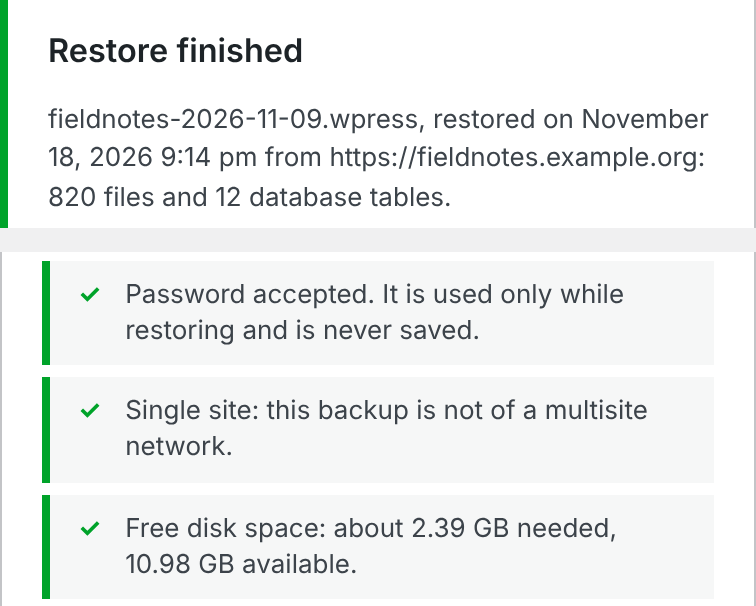 Restore finished
fieldnotes-2026-11-09.wpress, restored on November
18, 2026 9:14 pm from https://fieldnotes.example.org:
820 files and 12 database tables.
Password accepted. It is used only while
restoring and is never saved.
Single site: this backup is not of a multisite
network.
Free disk space: about 2.39 GB needed,
10.98 GB available.